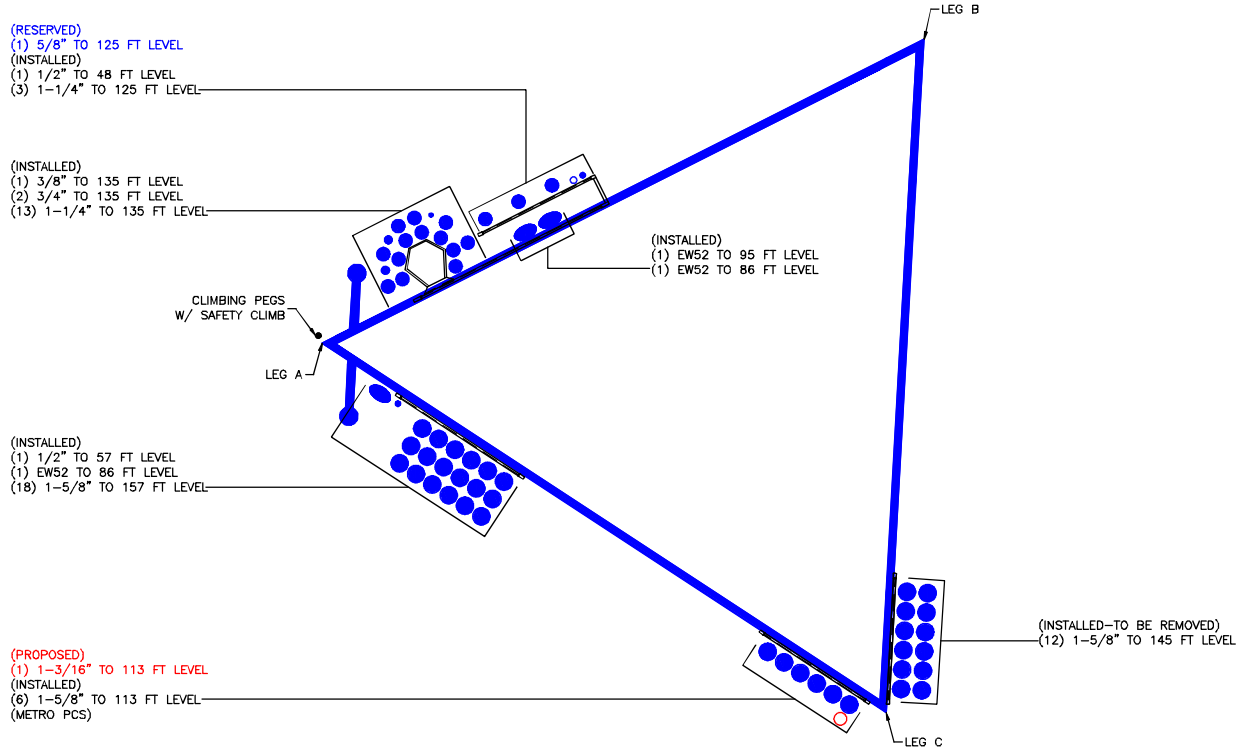 LEG B
(RESERVED)
(1) 5/8" TO 125 FT LEVEL
(INSTALLED)
(1) 1/2" TO 48 FT LEVEL
(3) 1-1/4" TO 125 FT LEVEL
(INSTALLED)
(1) 3/8" TO 135 FT LEVEL
(2) 3/4" TO 135 FT LEVEL
(13) 1-1/4" TO 135 FT LEVEL
(INSTALLED)
(1) EW52 TO 95 FT LEVEL
(1) EW52 TO 86 FT LEVEL
CLIMBING PEGS
W/ SAFETY CLIMB
LEG A
(INSTALLED)
(1) 1/2" TO 57 FT LEVEL
(1) EW52 TO 86 FT LEVEL
(18) 1-5/8" TO 157 FT LEVEL
(INSTALLED-TO BE REMOVED)
(12) 1-5/8" TO 145 FT LEVEL
(PROPOSED)
(1) 1-3/16" TO 113 FT LEVEL
(INSTALLED)
(6) 1-5/8" TO 113 FT LEVEL
(METRO PCS)
LEG C